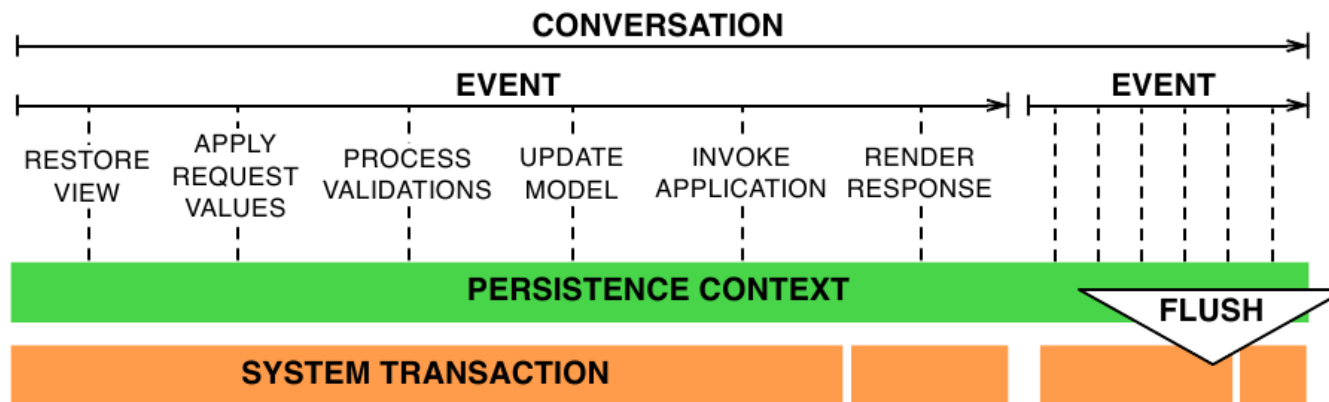 CONVERSATION
EVENT
EVENT
RESTORE
VIEW
APPLY
REQUEST
VALUES
PROCESS
VALIDATIONS
UPDATE
MODEL
INVOKE
APPLICATION
RENDER
RESPONSE
PERSISTENCE CONTEXT
FLUSH
SYSTEM TRANSACTION